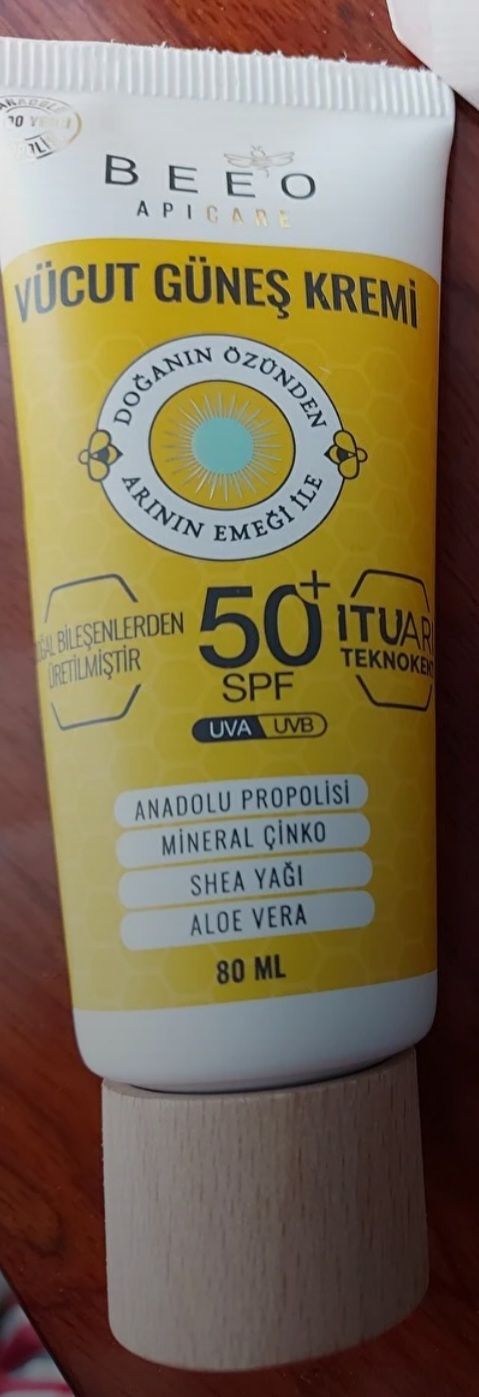 BEEO
APICARE
VÜCUT GÜNEŞ KREMİ
DOĞANIN ÖZÜNDEN
ARININ EMEĞİ İLE
BİLEŞENLERDEN
ÜRETİLMİŞTİR
50+
SPF
UVA UVB
ITUARI
TEKNOKENT
ANADOLU PROPOLİSİ
MİNERAL ÇİNKO
SHEA YAĞI
ALOE VERA
80 ML